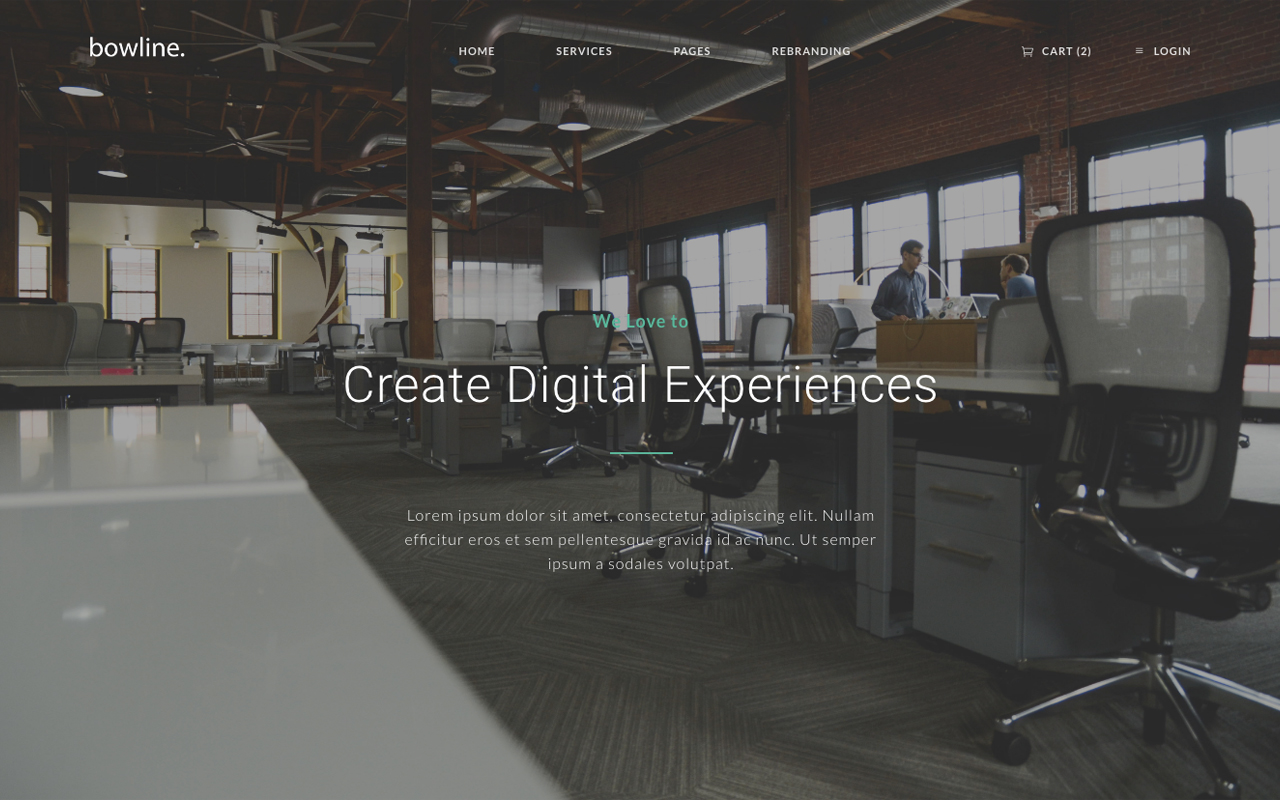 bowline.
HOME SERVICES PAGES REBRANDING CART (2) LOGIN
We Love to
Create Digital Experiences
Lorem ipsum dolor sit amet, consectetur adipiscing elit. Nullam
efficitur eros et sem pellentesque gravida id ac nunc. Ut semper
ipsum a sodales volutpat.